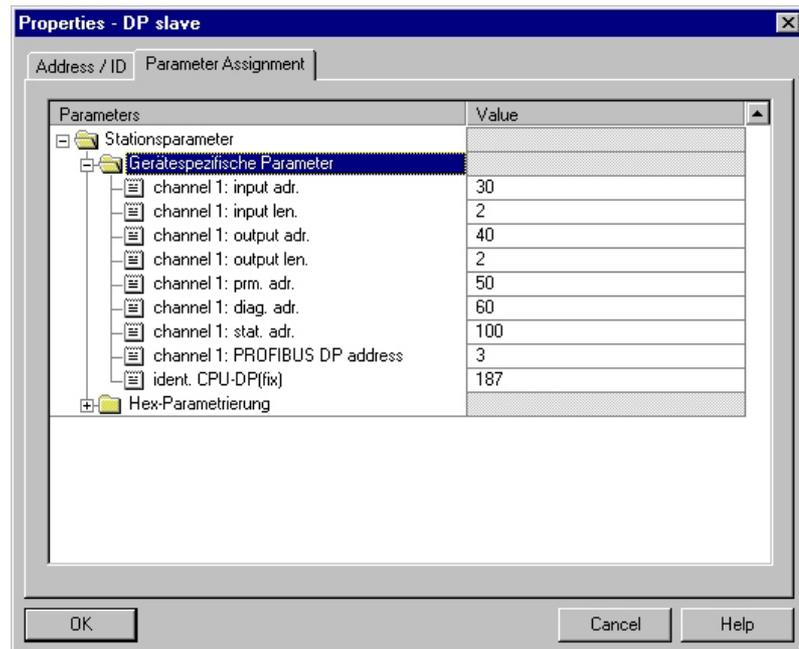 Properties - DP slave
Address / ID Parameter Assignment
Parameters Value
Stationsparameter
Gerätespezifische Parameter
channel 1: input adr. 30
channel 1: input len. 2
channel 1: output adr. 40
channel 1: output len. 2
channel 1: prm. adr. 50
channel 1: diag. adr. 60
channel 1: stat. adr. 100
channel 1: PROFIBUS DP address 3
ident. CPU-DP(fix) 187
Hex-Parametrierung
OK Cancel Help